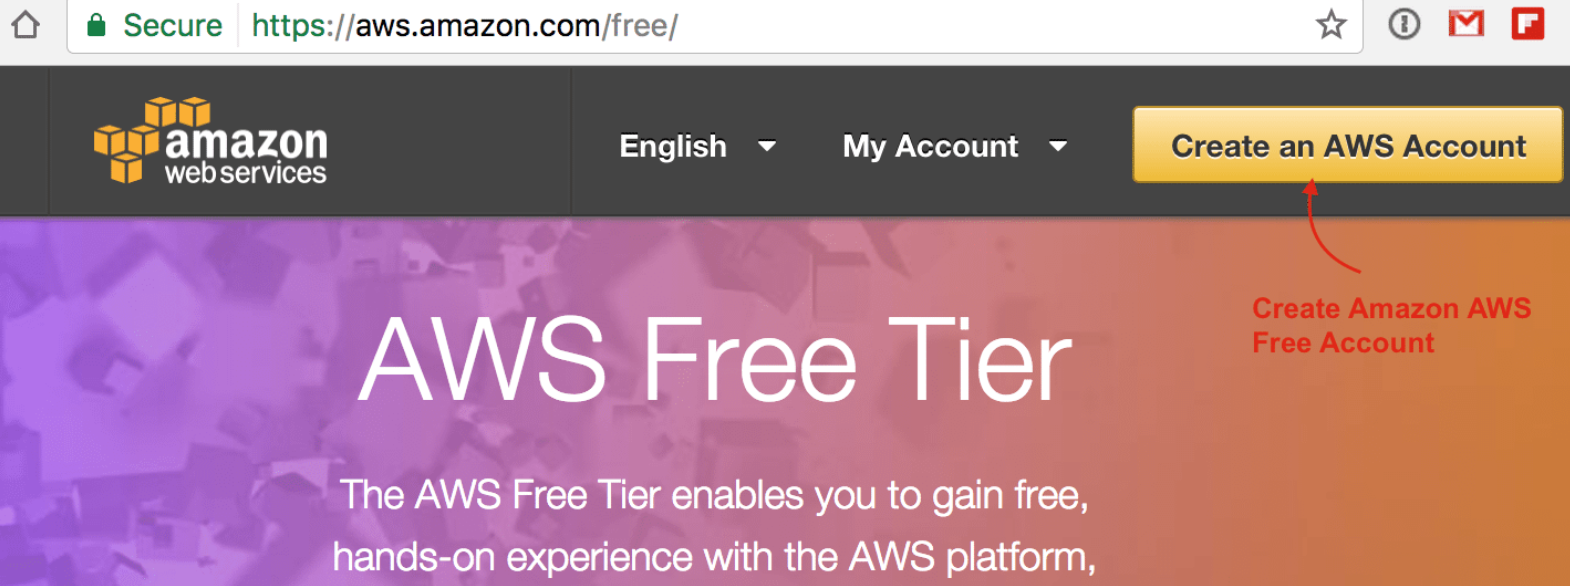 Secure https://aws.amazon.com/free/
amazon
webservices
English
My Account
Create an AWS Account
Create Amazon AWS
Free Account
AWS Free Tier
The AWS Free Tier enables you to gain free,
hands-on experience with the AWS platform,